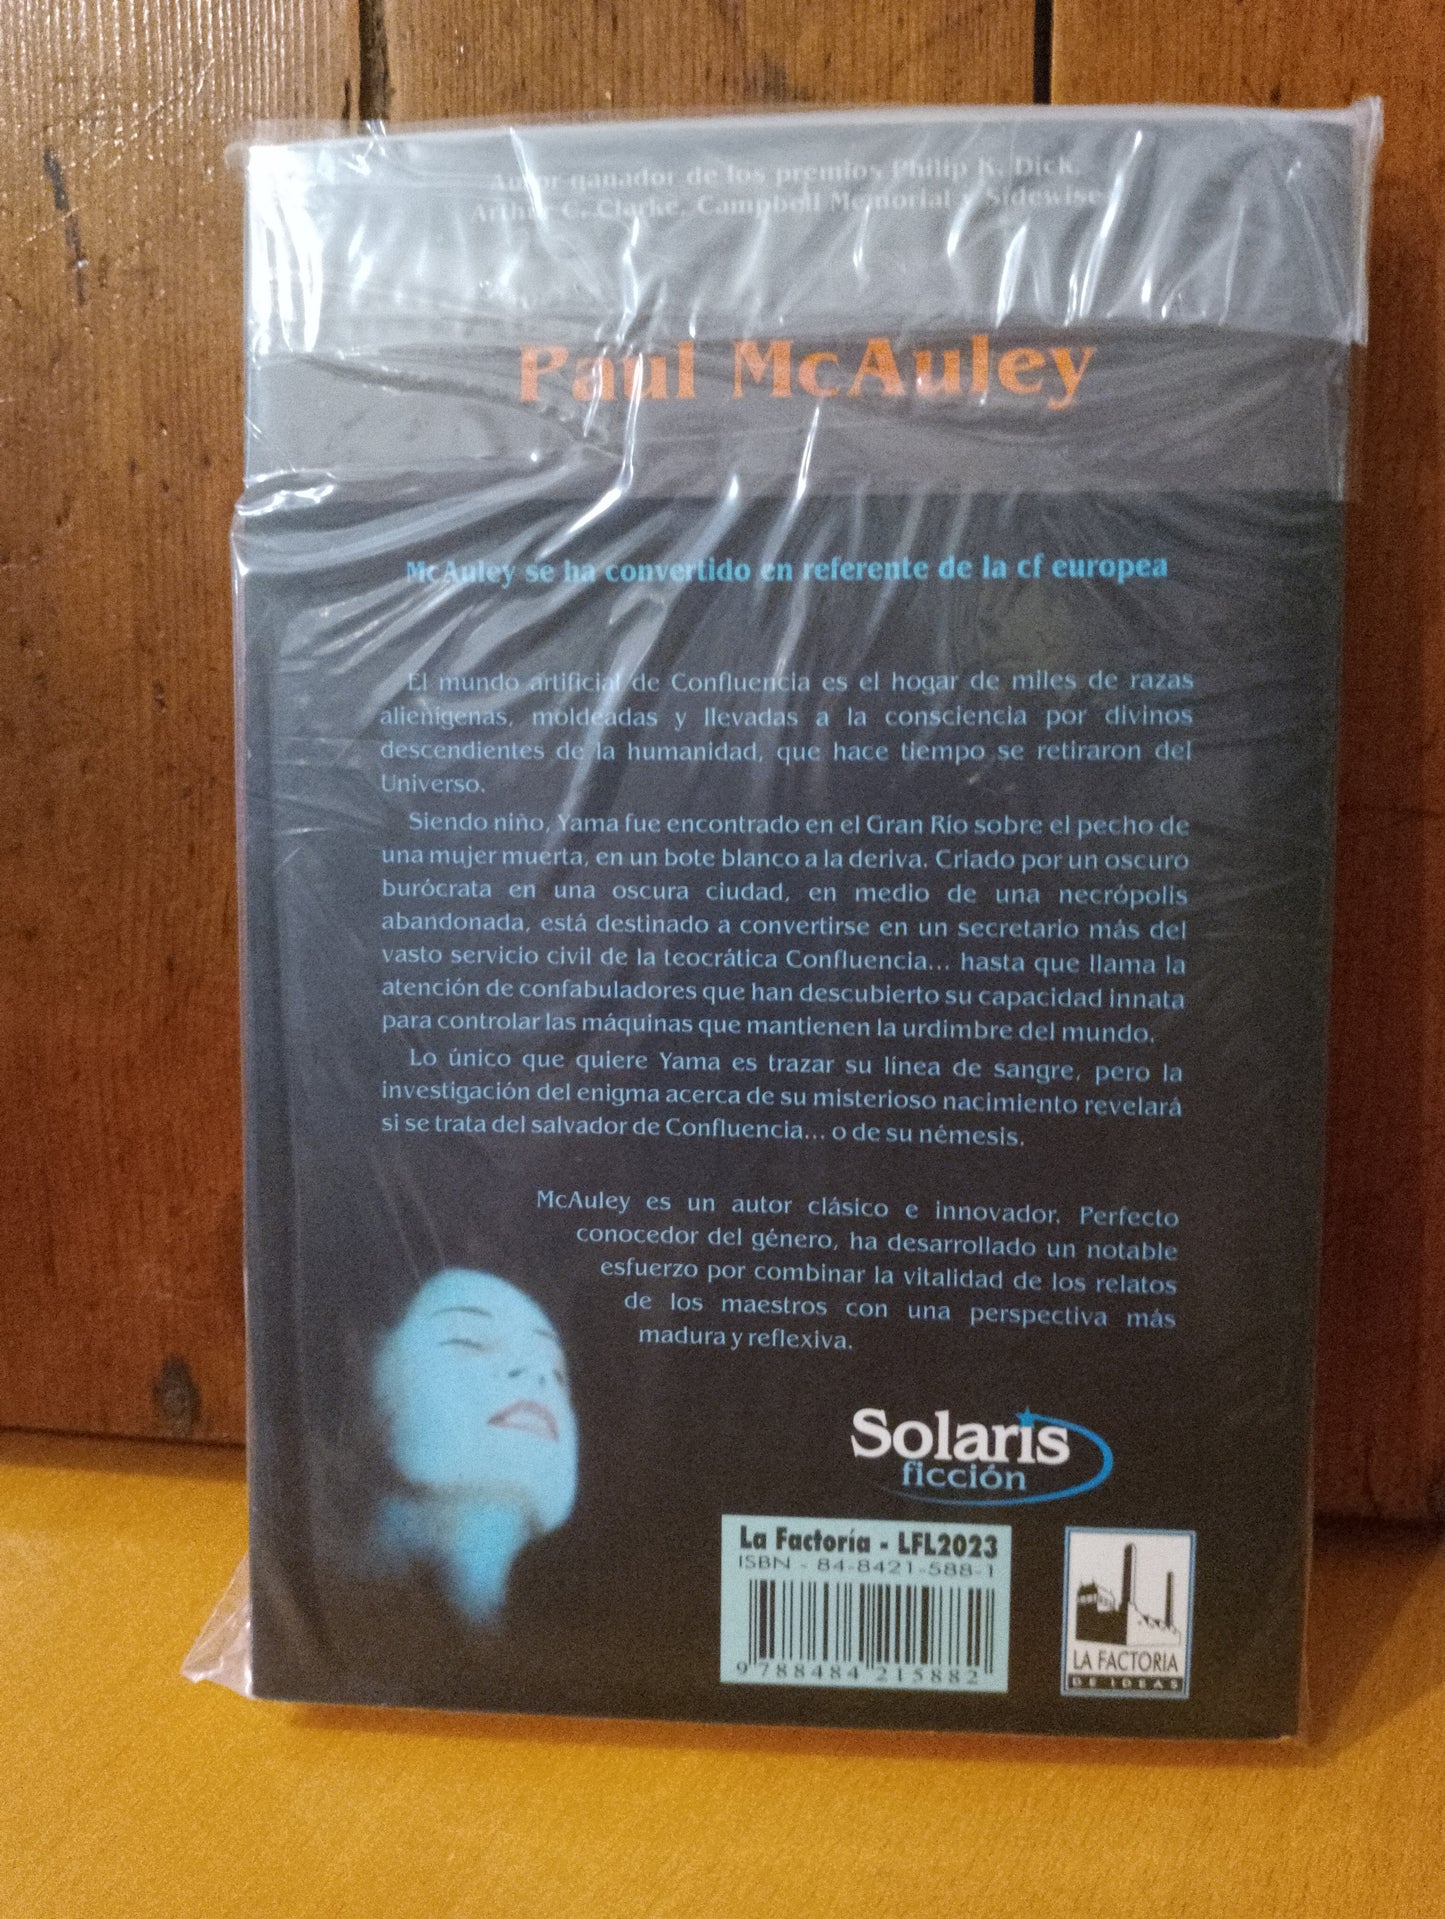 Autor ganador de los premios Philip K. Dick,
Arthur C. Clarke, Campbell Memorial y Sidewise
Paul McAuley
McAuley se ha convertido en referente de la cf europea
El mundo artificial de Confluencia es el hogar de miles de razas
alienígenas, moldeadas y llevadas a la consciencia por divinos
descendientes de la humanidad, que hace tiempo se retiraron del
Universo.
Siendo niño, Yama fue encontrado en el Gran Río sobre el pecho de
una mujer muerta, en un bote blanco a la deriva. Criado por un oscuro
burócrata en una oscura ciudad, en medio de una necrópolis
abandonada, está destinado a convertirse en un secretario más del
vasto servicio civil de la teocrática Confluencia... hasta que llama la
atención de confabuladores que han descubierto su capacidad innata
para controlar las máquinas que mantienen la urdimbre del mundo.
Lo único que quiere Yama es trazar su línea de sangre, pero la
investigación del enigma acerca de su misterioso nacimiento revelará
si se trata del salvador de Confluencia... o de su némesis.
McAuley es un autor clásico e innovador. Perfecto
conocedor del género, ha desarrollado un notable
esfuerzo por combinar la vitalidad de los relatos
de los maestros con una perspectiva más
madura y reflexiva.
Solaris
ficción
La Factoría - LFL2023
ISBN - 84-8421-588-1
9 788484 215882
LA FACTORIA
DE IDEAS